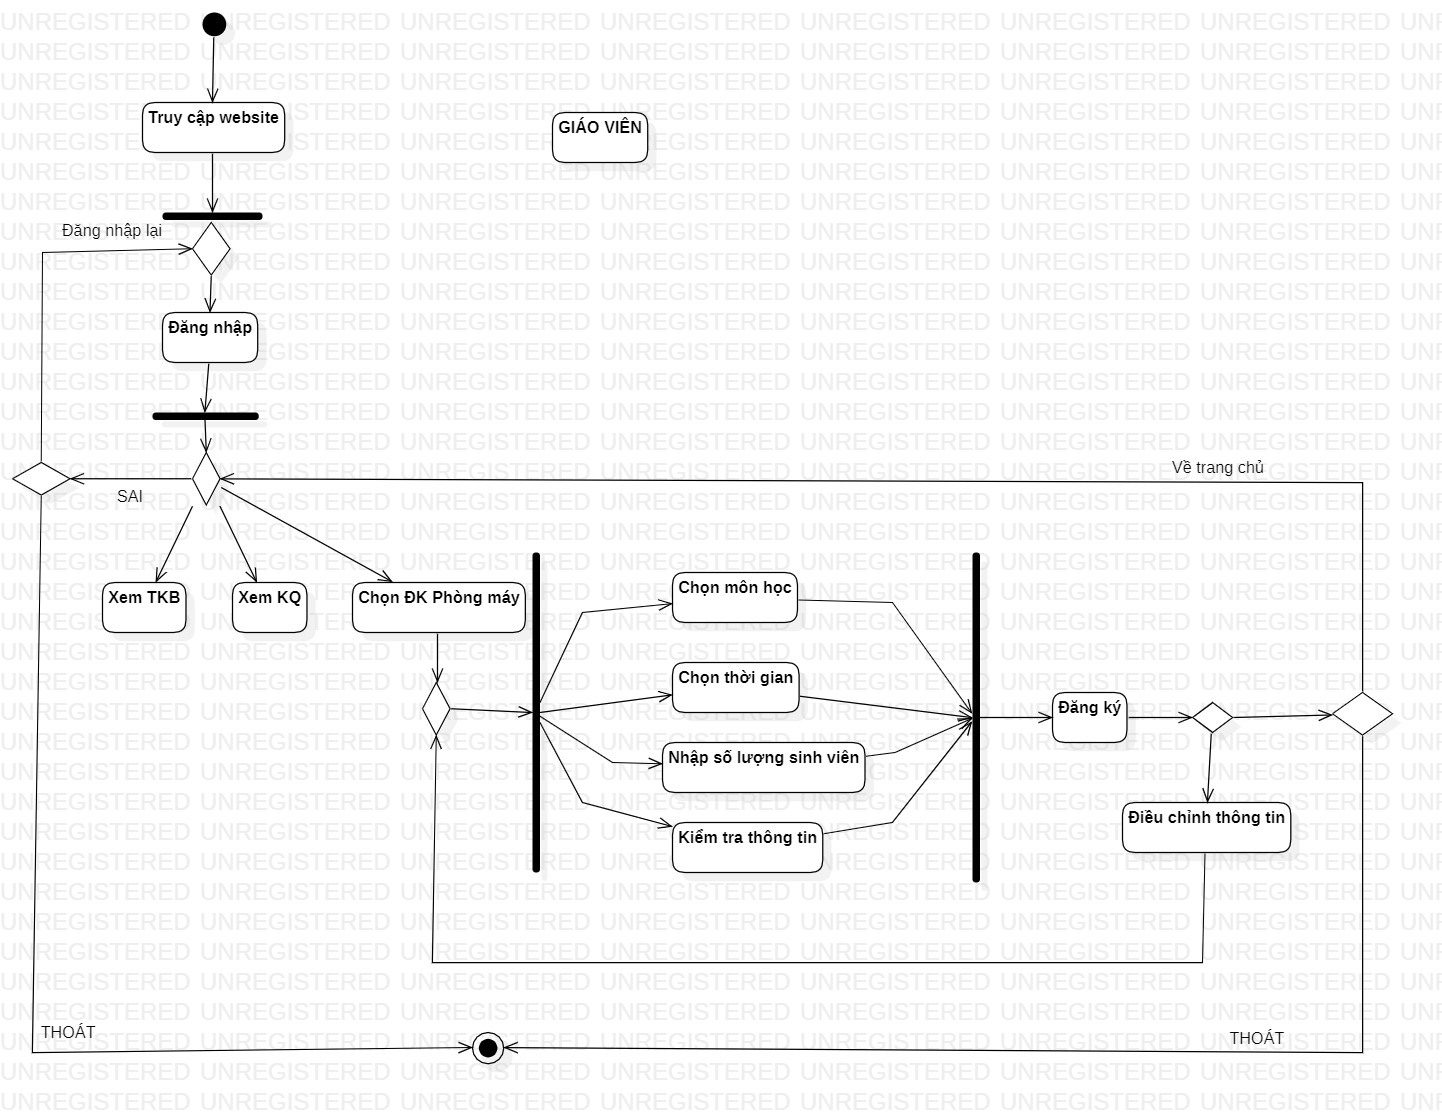 Truy cập website
GIÁO VIÊN
Đăng nhập lại
Đăng nhập
Về trang chủ
SAI
Xem TKB
Xem KQ
Chọn ĐK Phòng máy
Chọn môn học
Chọn thời gian
Đăng ký
Nhập số lượng sinh viên
Điều chỉnh thông tin
Kiểm tra thông tin
THOÁT
THOÁT
UNREGISTERED